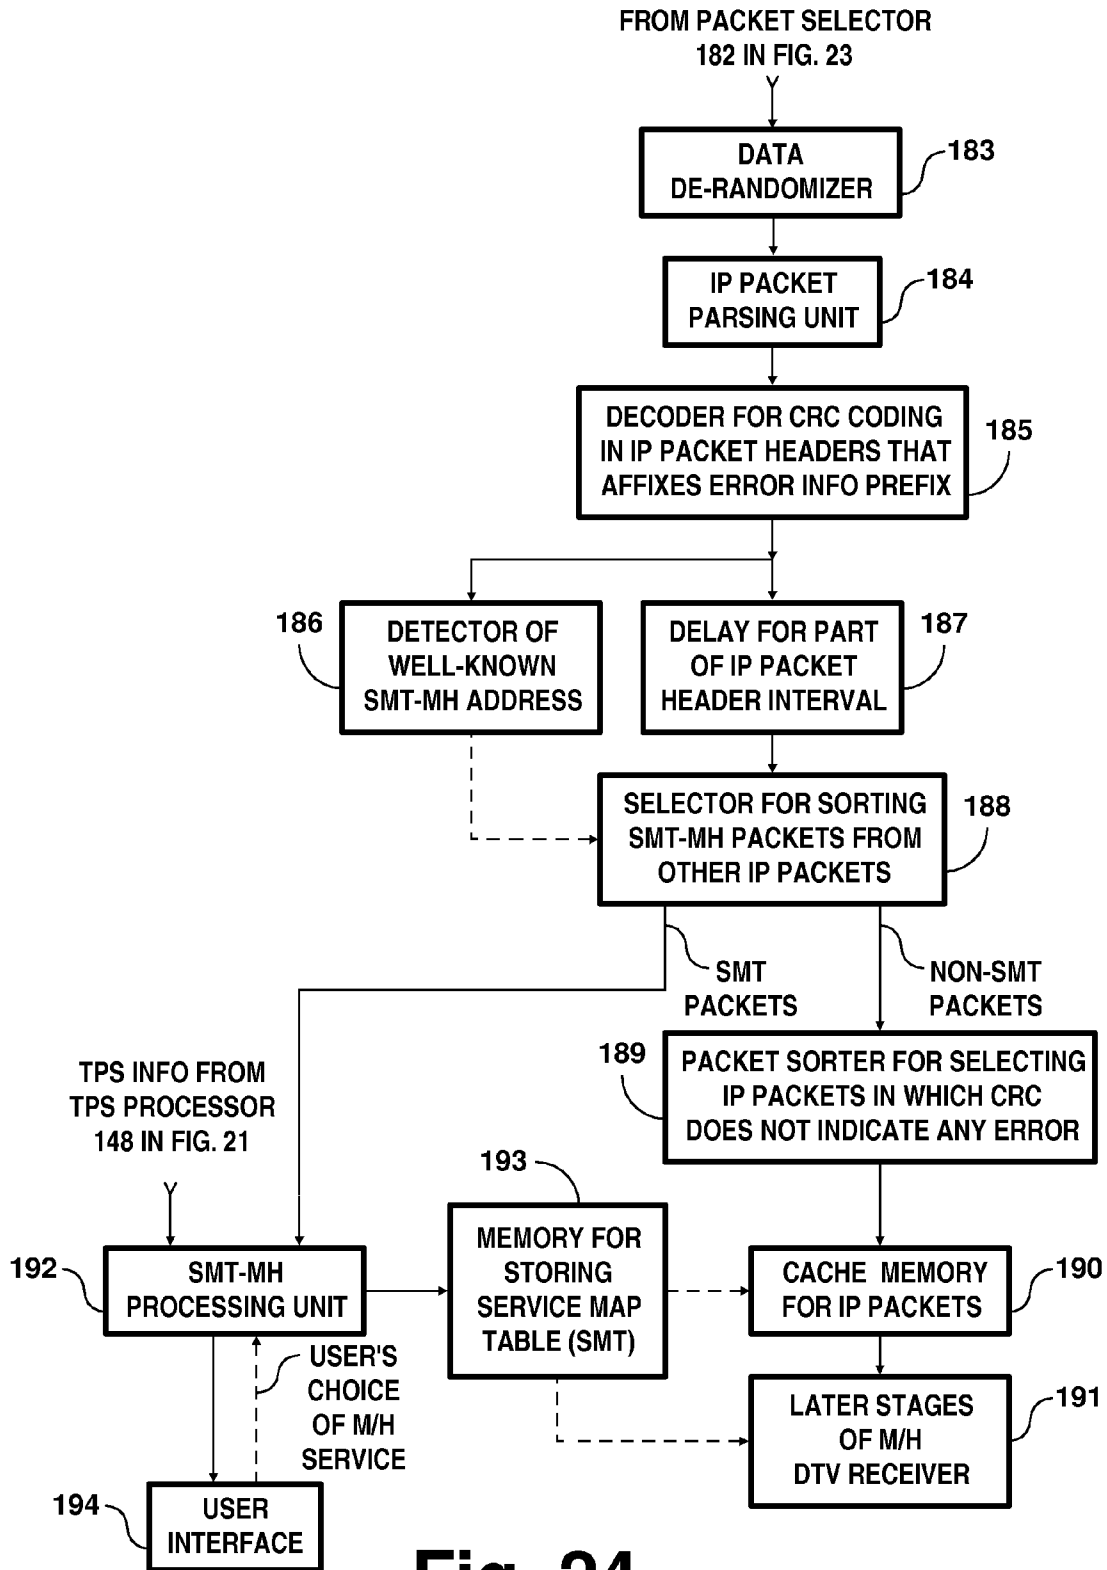 FROM PACKET SELECTOR
182 IN FIG. 23
DATA
DE-RANDOMIZER
183
IP PACKET
PARSING UNIT
184
DECODER FOR CRC CODING
IN IP PACKET HEADERS THAT
AFFIXES ERROR INFO PREFIX
185
186
DETECTOR OF
WELL-KNOWN
SMT-MH ADDRESS
DELAY FOR PART
OF IP PACKET
HEADER INTERVAL
187
SELECTOR FOR SORTING
SMT-MH PACKETS FROM
OTHER IP PACKETS
188
SMT
PACKETS
NON-SMT
PACKETS
189
PACKET SORTER FOR SELECTING
IP PACKETS IN WHICH CRC
DOES NOT INDICATE ANY ERROR
TPS INFO FROM
TPS PROCESSOR
148 IN FIG. 21
192
SMT-MH
PROCESSING UNIT
193
MEMORY FOR
STORING
SERVICE MAP
TABLE (SMT)
CACHE MEMORY
FOR IP PACKETS
190
USER'S
CHOICE
OF M/H
SERVICE
LATER STAGES
OF M/H
DTV RECEIVER
191
194
USER
INTERFACE
Fig. 24